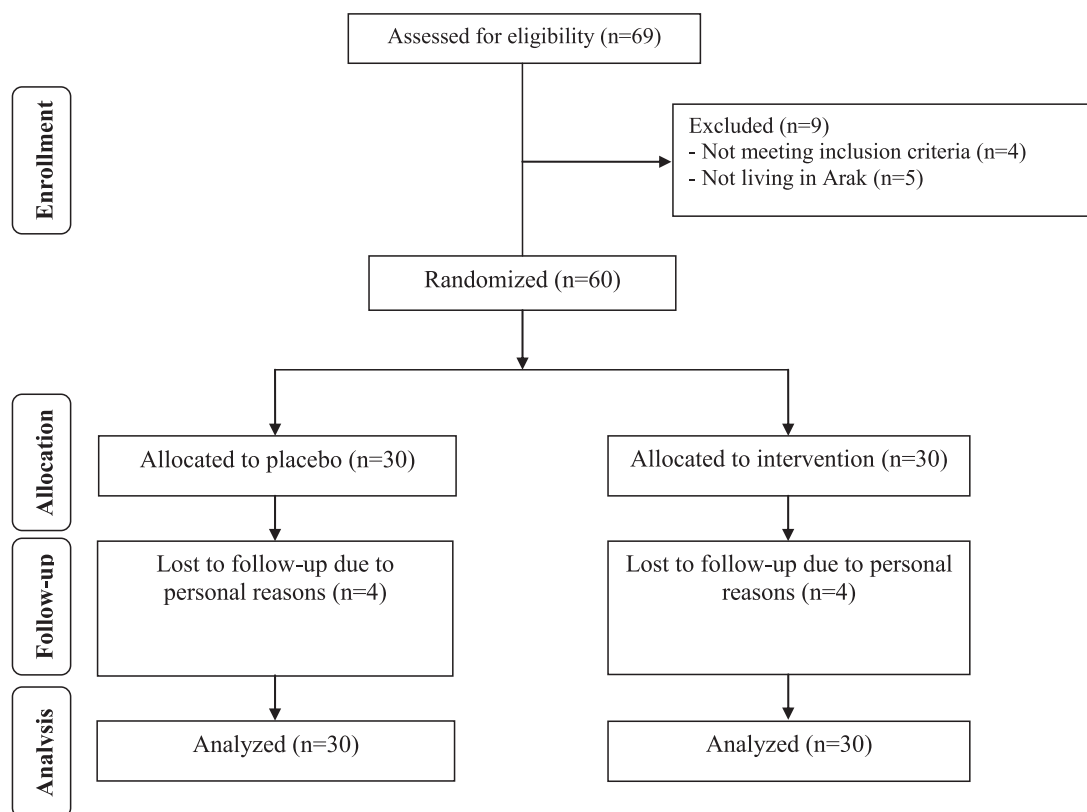 Assessed for eligibility (n=69)
Enrollment
Excluded (n=9)
- Not meeting inclusion criteria (n=4)
- Not living in Arak (n=5)
Randomized (n=60)
Allocation
Allocated to placebo (n=30)
Allocated to intervention (n=30)
Follow-up
Lost to follow-up due to
personal reasons (n=4)
Lost to follow-up due to personal
reasons (n=4)
Analysis
Analyzed (n=30)
Analyzed (n=30)